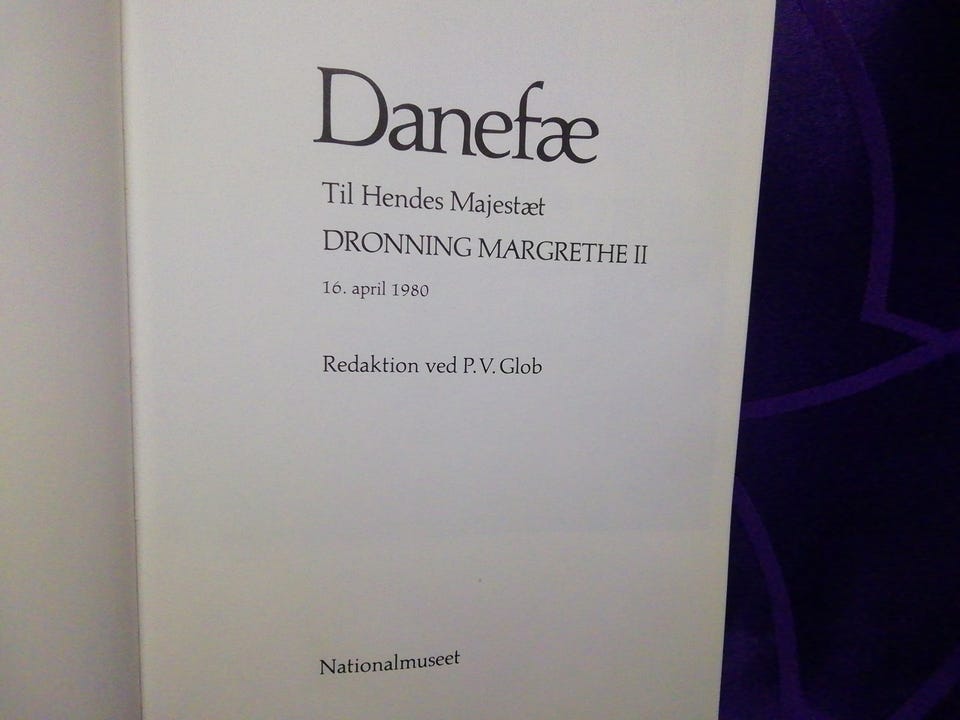 Danefæ
Til Hendes Majestæt
DRONNING MARGRETHE II
16. april 1980
Redaktion ved P.V. Glob
Nationalmuseet